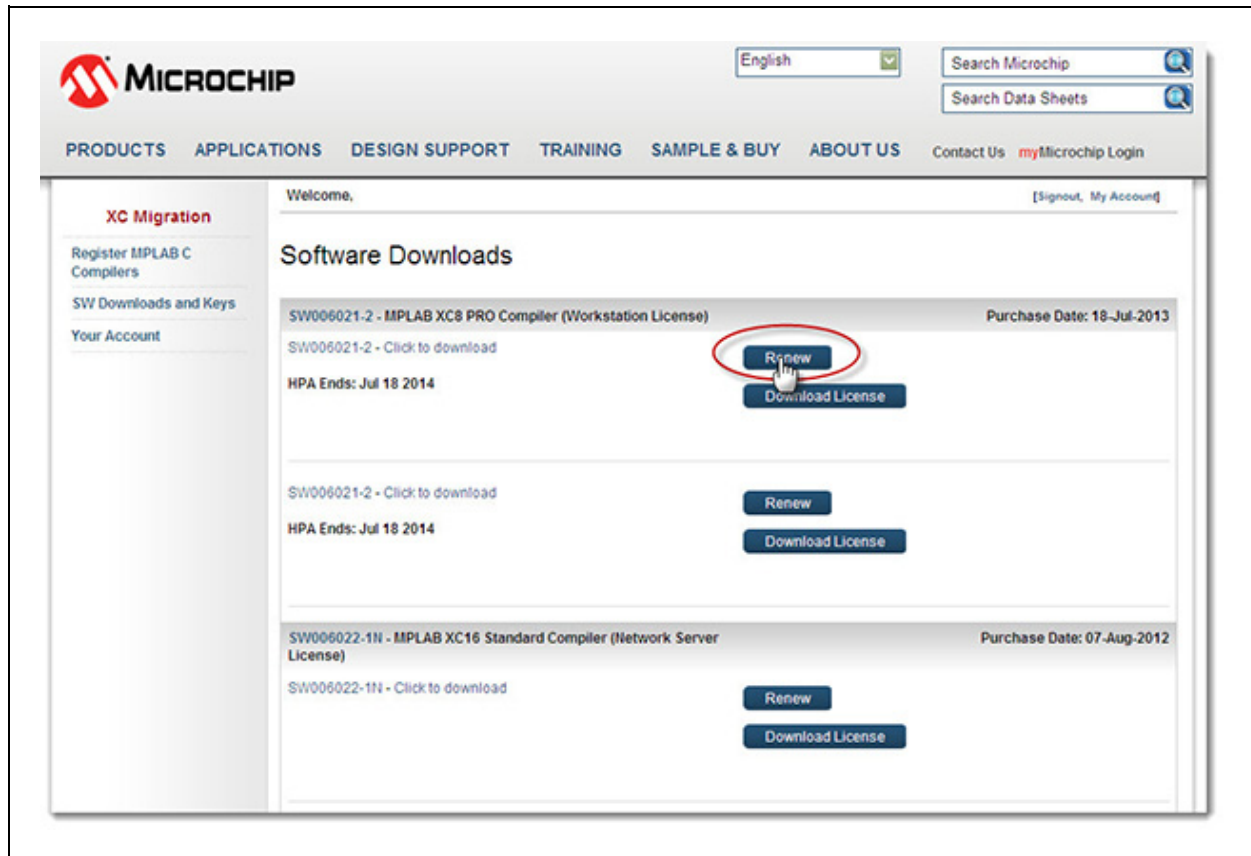 MICROCHIP
English
Search Microchip
Search Data Sheets
PRODUCTS APPLICATIONS DESIGN SUPPORT TRAINING SAMPLE & BUY ABOUT US Contact Us myMicrochip Login
XC Migration
Register MPLAB C
Compilers
SW Downloads and Keys
Your Account
Welcome,
[Signout, My Account]
Software Downloads
SW006021-2 - MPLAB XC8 PRO Compiler (Workstation License) Purchase Date: 18-Jul-2013
SW006021-2 - Click to download
Renew
HPA Ends: Jul 18 2014
Download License
SW006021-2 - Click to download
Renew
HPA Ends: Jul 18 2014
Download License
SW006022-1N - MPLAB XC16 Standard Compiler (Network Server
License)
Purchase Date: 07-Aug-2012
SW006022-1N - Click to download
Renew
Download License